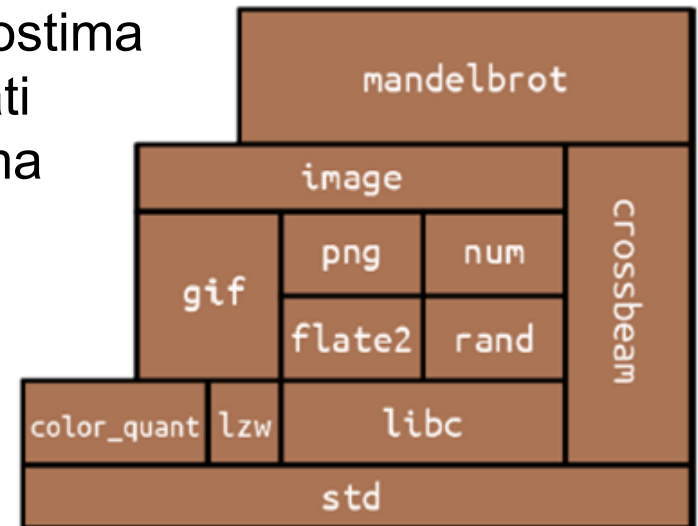 ostima
ati
na
mandelbrot
image
crossbeam
gif
png
num
flate2
rand
color_quant
lzw
libc
std